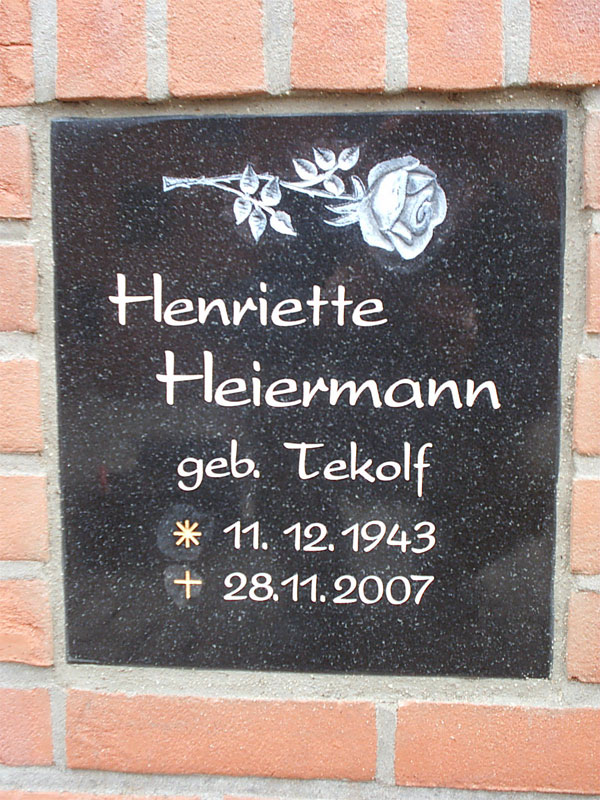 Henriette
Heiermann
geb. Tekolf
* 11. 12. 1943
+ 28.11.2007